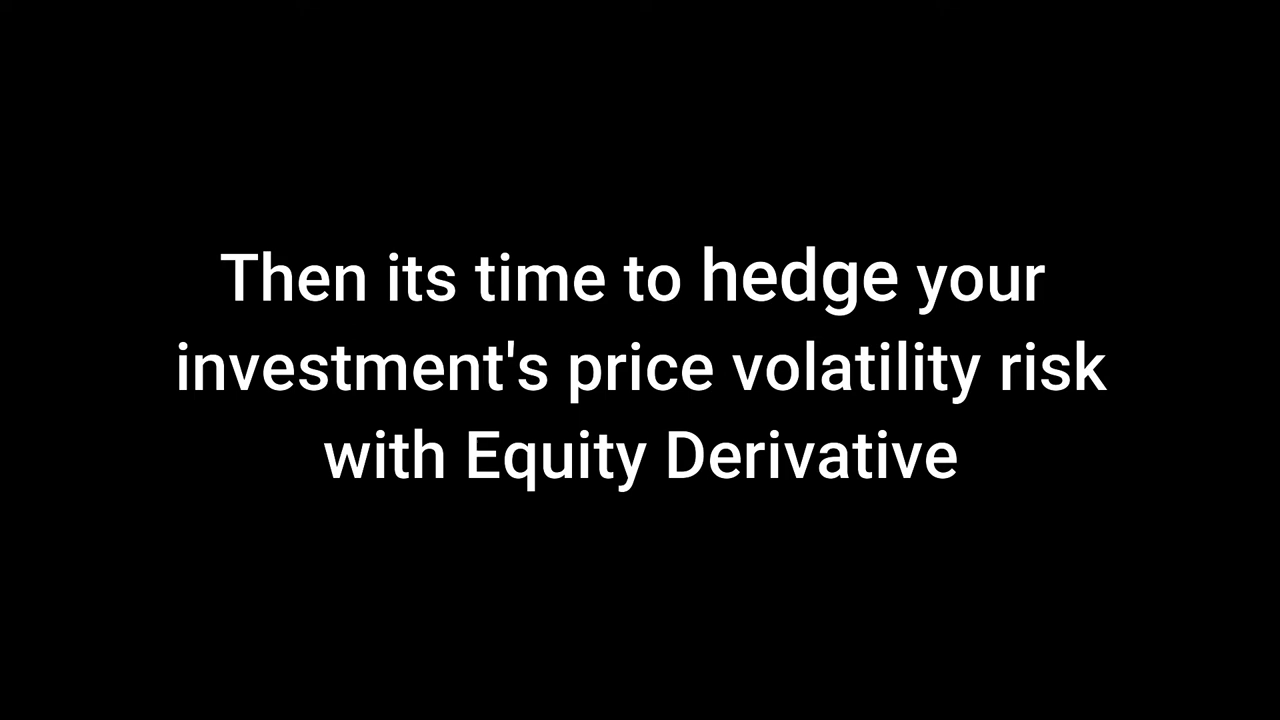 Then its time to hedge your
investment's price volatility risk
with Equity Derivative